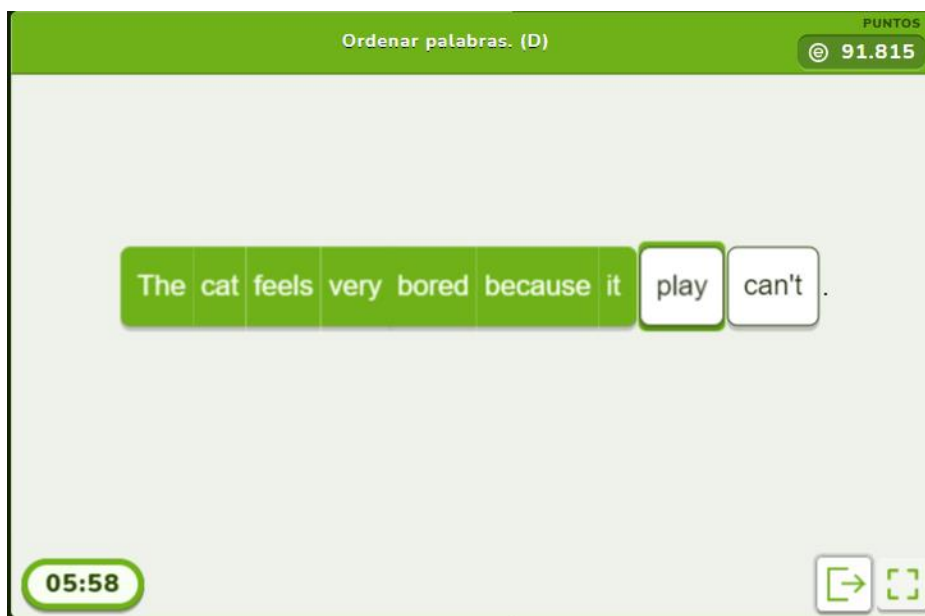 PUNTOS
Ordenar palabras. (D)
91.815
The cat feels very bored because it play can't .
05:58